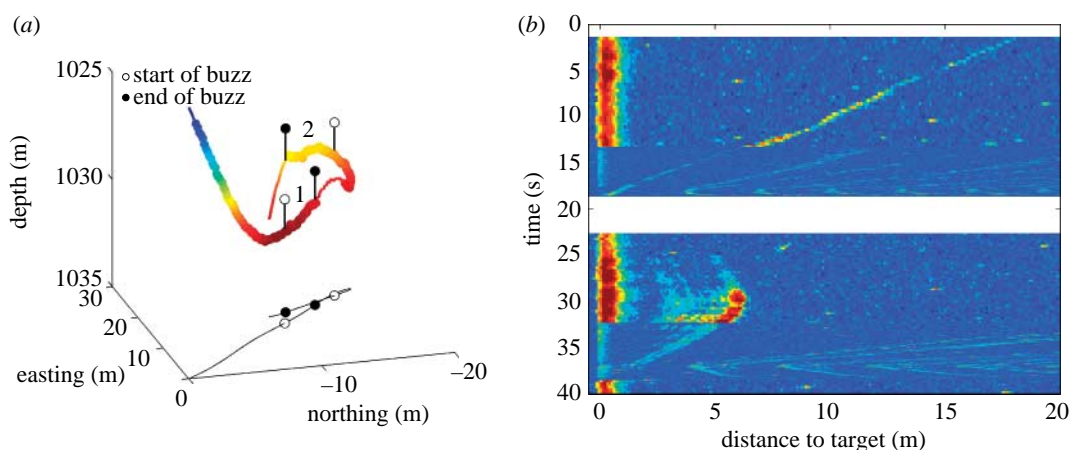 (a)
1025
start of buzz
end of buzz
2
1
depth (m)
1030
1035
30
20
10
easting (m)
0
–10
–20
northing (m)
(b)
0
5
10
15
20
25
30
35
40
time (s)
0
5
10
15
20
distance to target (m)